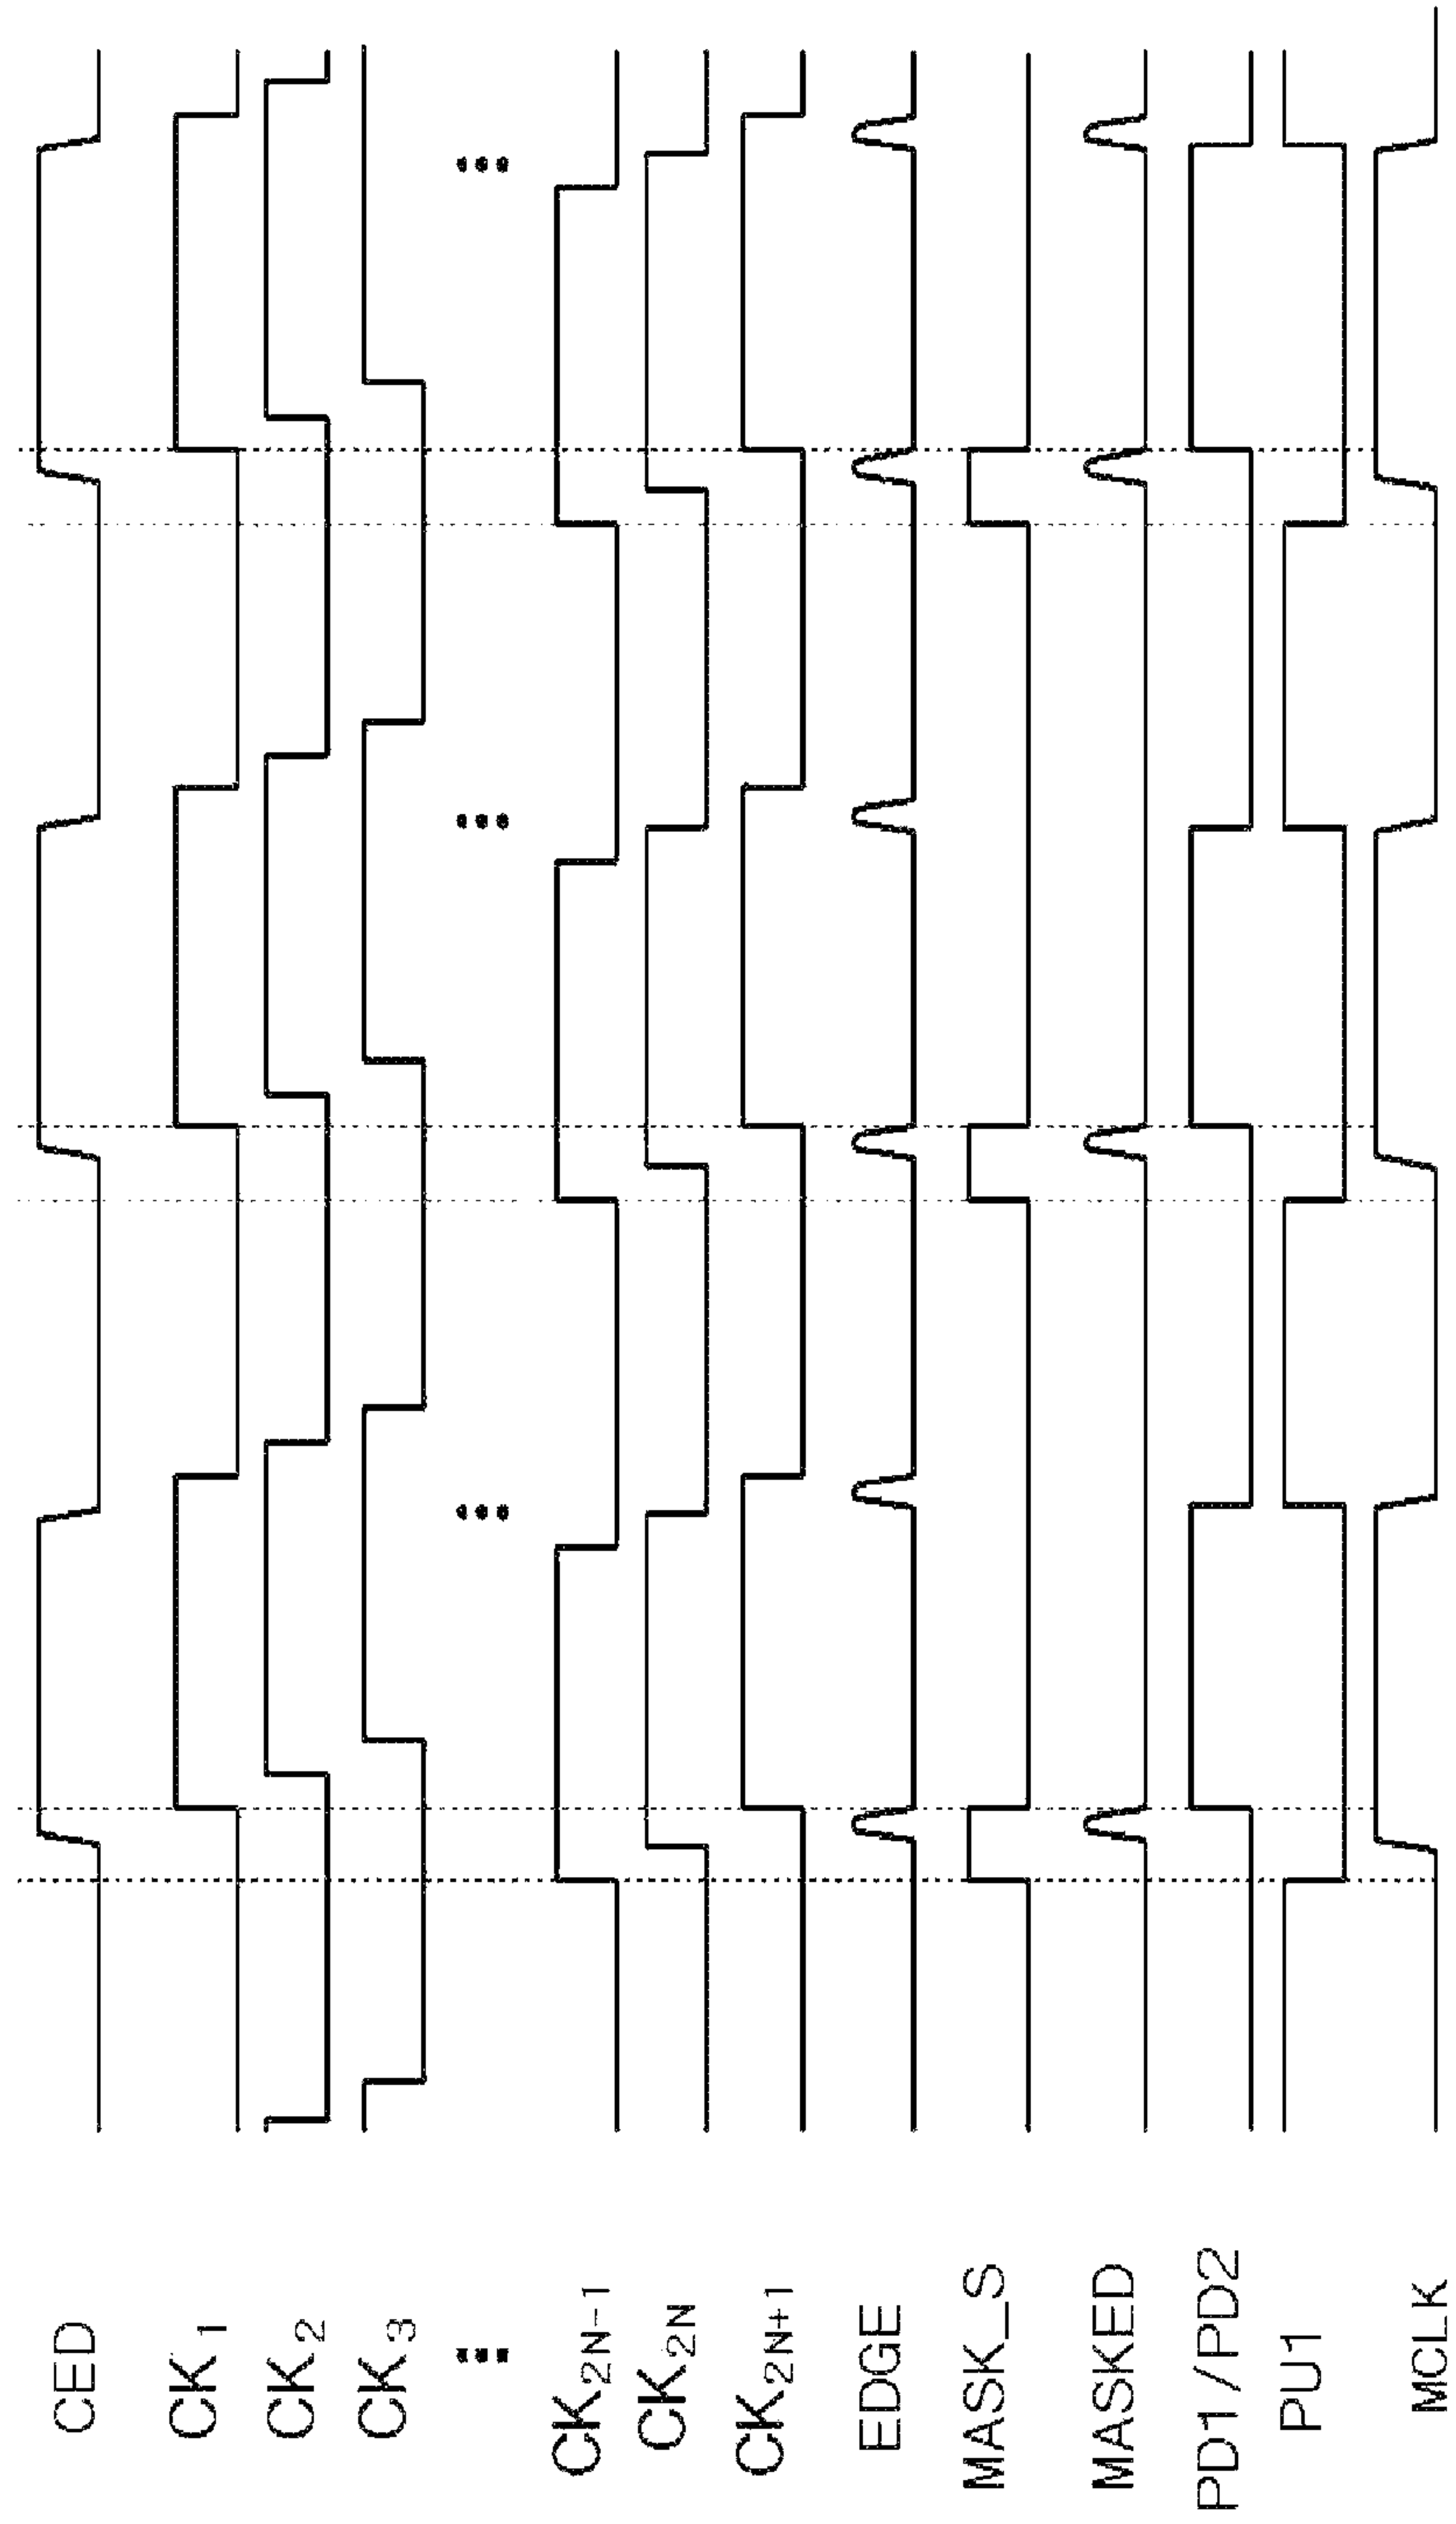 CED
CK₁
CK₂
CK₃
...
CK₂N₋₁
CK₂N
CK₂N₊₁
EDGE
MASK_S
MASKED
PD1/PD2
PU1
MCLK